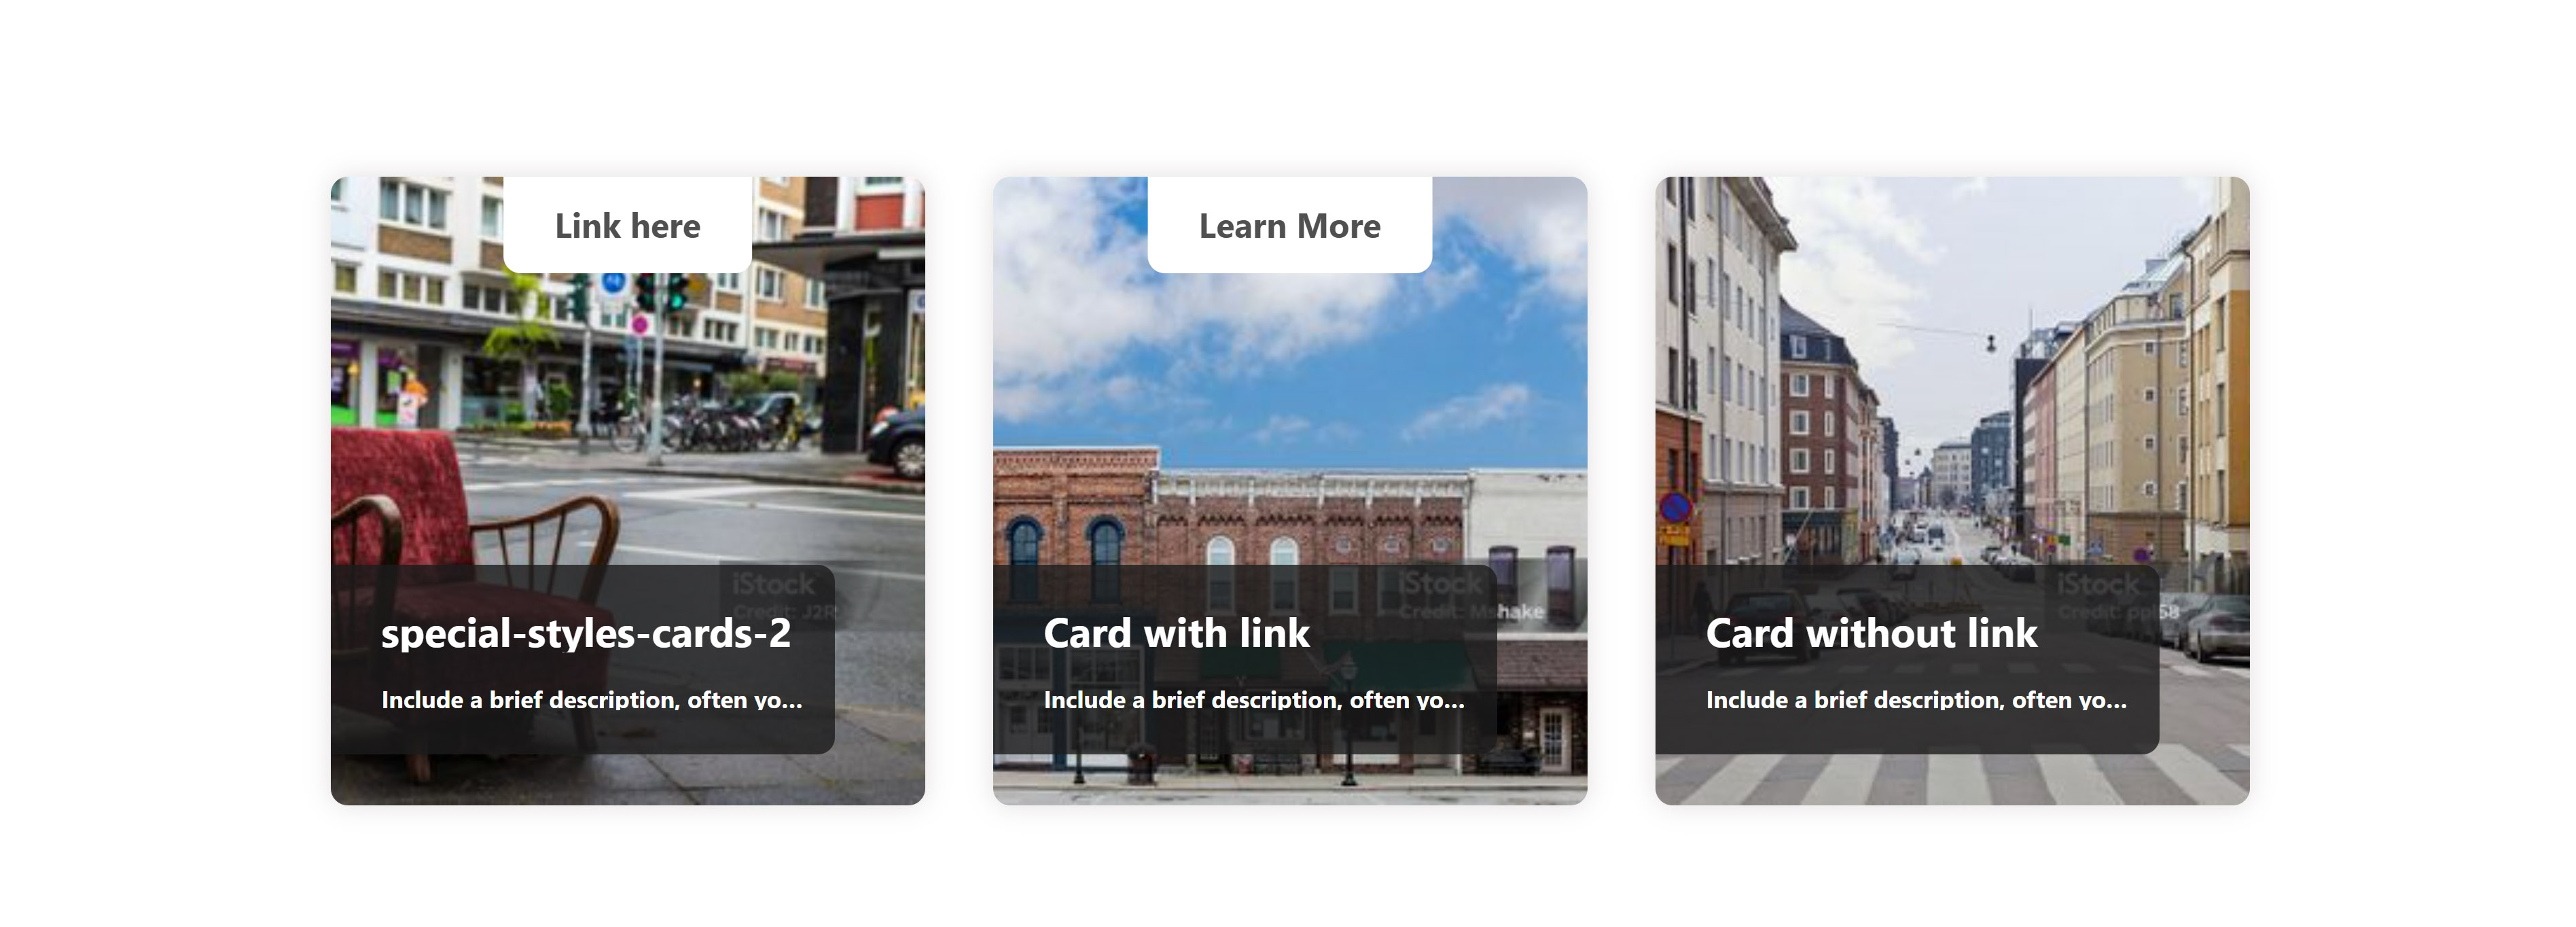 Link here
Learn More
iStock
Credit: J2R
iStock
Credit: Mshake
iStock
Credit: ppl58
special-styles-cards-2
Card with link
Card without link
Include a brief description, often yo...
Include a brief description, often yo...
Include a brief description, often yo...